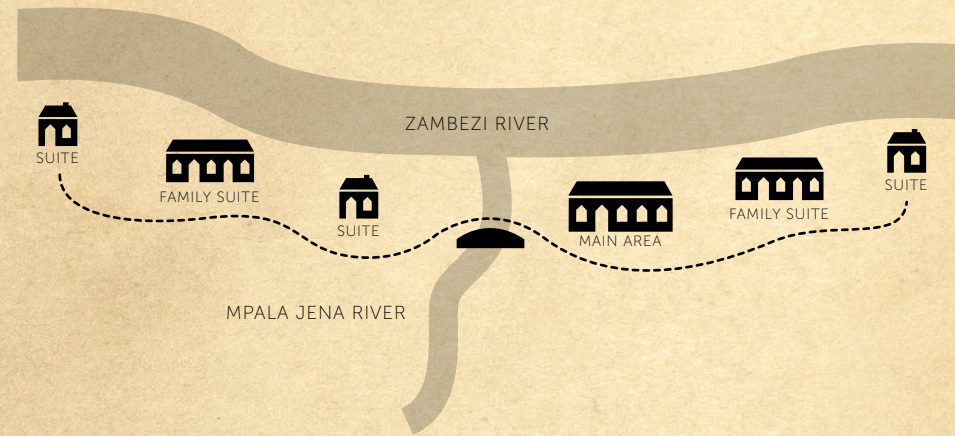 ZAMBEZI RIVER
SUITE
FAMILY SUITE
SUITE
MAIN AREA
FAMILY SUITE
SUITE
MPALA JENA RIVER